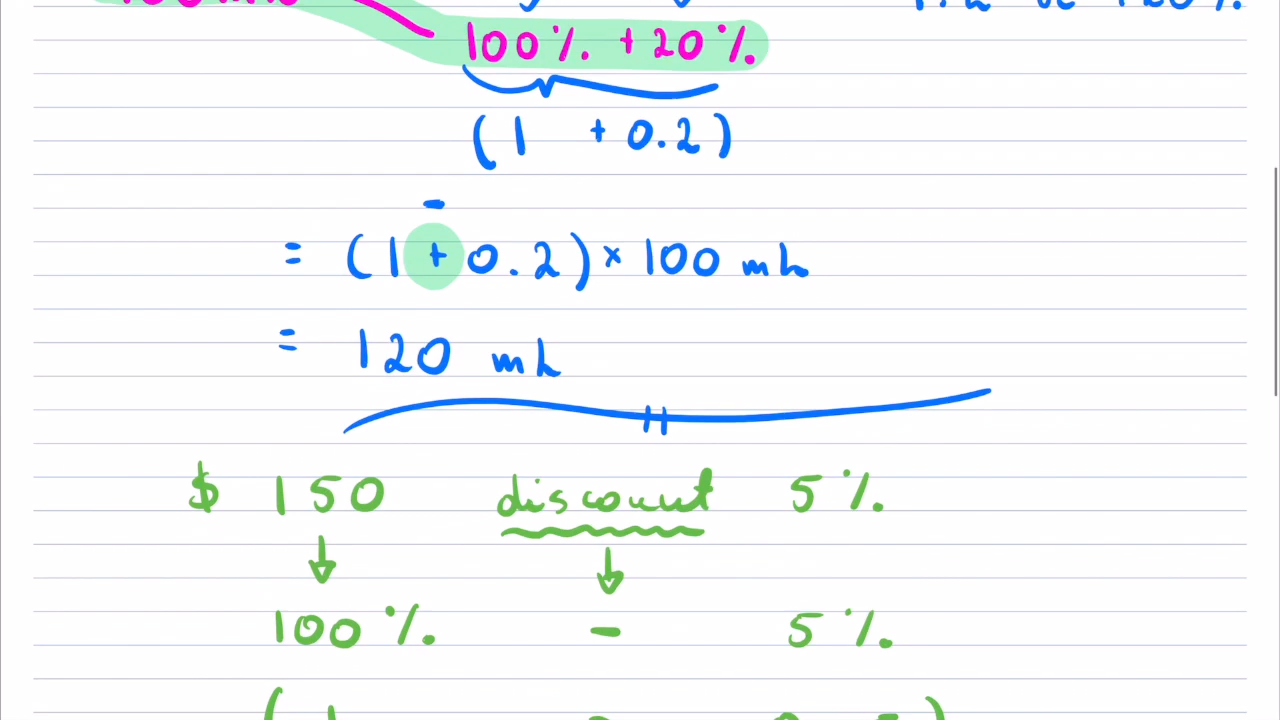 100%. +20%.
(1 +0.2)
-
= (1 + 0.2) × 100 mL
= 120 mL
$ 150 discount 5%.
100%. - 5%.